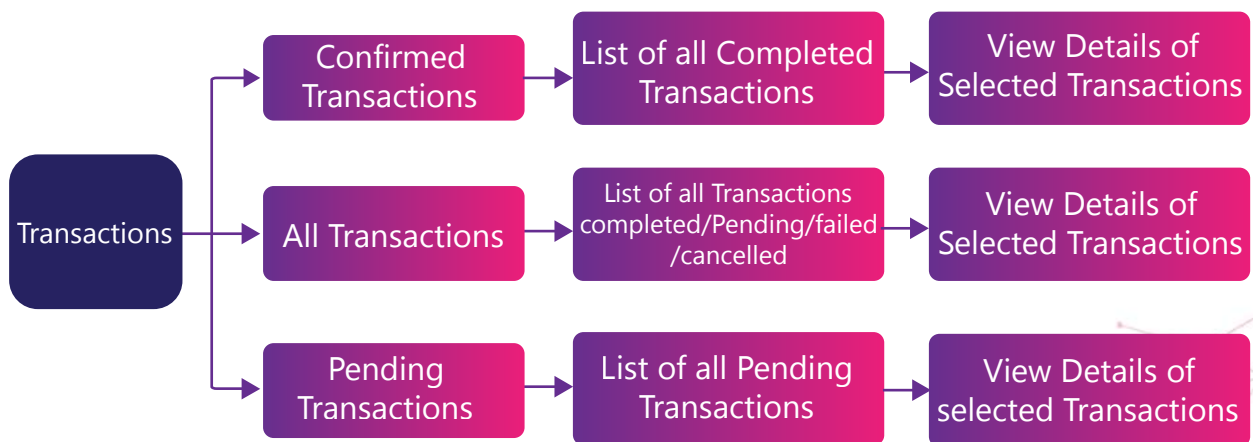 Transactions
Confirmed
Transactions
List of all Completed
Transactions
View Details of
Selected Transactions
All Transactions
List of all Transactions
completed/Pending/failed
/cancelled
View Details of
Selected Transactions
Pending
Transactions
List of all Pending
Transactions
View Details of
selected Transactions